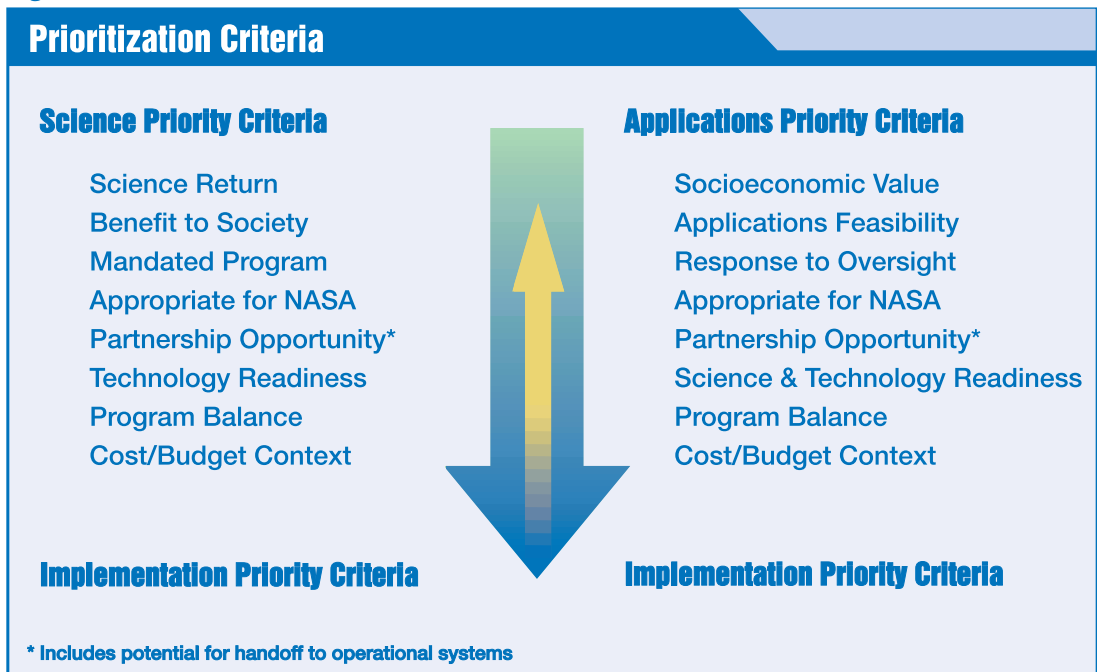 Prioritization Criteria
Science Priority Criteria
Science Return
Benefit to Society
Mandated Program
Appropriate for NASA
Partnership Opportunity*
Technology Readiness
Program Balance
Cost/Budget Context
Implementation Priority Criteria
Applications Priority Criteria
Socioeconomic Value
Applications Feasibility
Response to Oversight
Appropriate for NASA
Partnership Opportunity*
Science & Technology Readiness
Program Balance
Cost/Budget Context
Implementation Priority Criteria
* Includes potential for handoff to operational systems